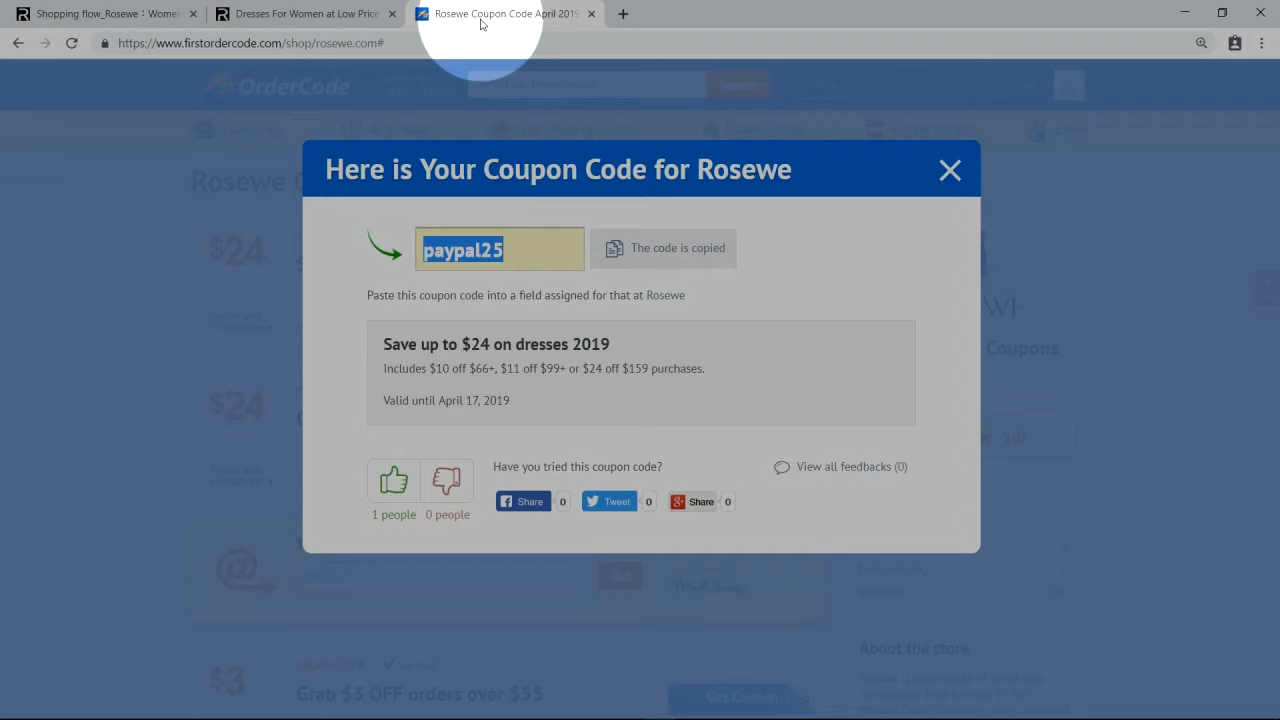 Shopping flow_Rosewe : Women
Dresses For Women at Low Price
Rosewe Coupon Code April 2019
https://www.firstordercode.com/shop/rosewe.com#
OrderCode
Rosewe
Here is Your Coupon Code for Rosewe
$24
paypal25
The code is copied
Paste this coupon code into a field assigned for that at Rosewe
Save up to $24 on dresses 2019
Includes $10 off $66+, $11 off $99+ or $24 off $159 purchases.
Valid until April 17, 2019
Coupons
$24
Have you tried this coupon code?
View all feedbacks (0)
Share 0
Tweet 0
Share 0
1 people
0 people
About the store
$3
Grab $3 OFF orders over $55
Get Coupon